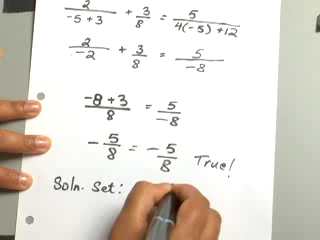 2/(-5 + 3) + 3/8 = 5/(4(-5) + 12)
2/-2 + 3/8 = 5/-8
(-8 + 3)/8 = 5/-8
- 5/8 = - 5/8 True!
Soln. Set: